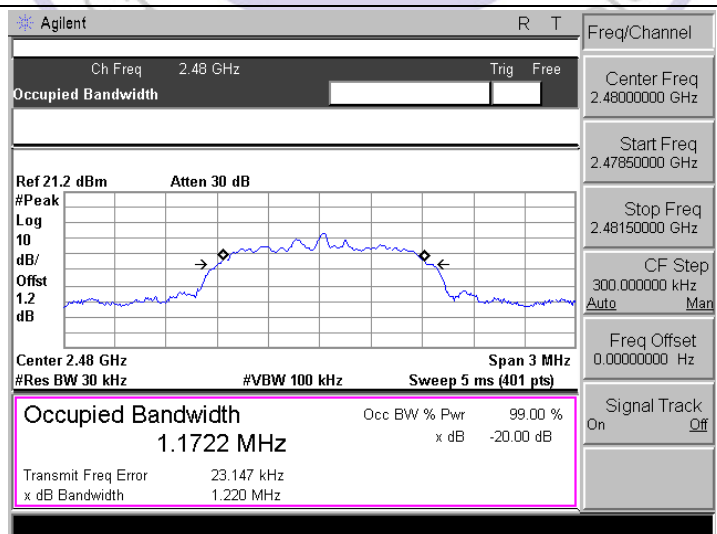 Agilent R T
Ch Freq 2.48 GHz Trig Free
Occupied Bandwidth
Ref 21.2 dBm Atten 30 dB
#Peak
Log
10
dB/
Offst
1.2
dB
Center 2.48 GHz Span 3 MHz
#Res BW 30 kHz #VBW 100 kHz Sweep 5 ms (401 pts)
Occupied Bandwidth Occ BW % Pwr 99.00 %
1.1722 MHz x dB -20.00 dB
Transmit Freq Error 23.147 kHz
x dB Bandwidth 1.220 MHz
Freq/Channel
Center Freq
2.48000000 GHz
Start Freq
2.47850000 GHz
Stop Freq
2.48150000 GHz
CF Step
300.000000 kHz
Auto Man
Freq Offset
0.00000000 Hz
Signal Track
On Off